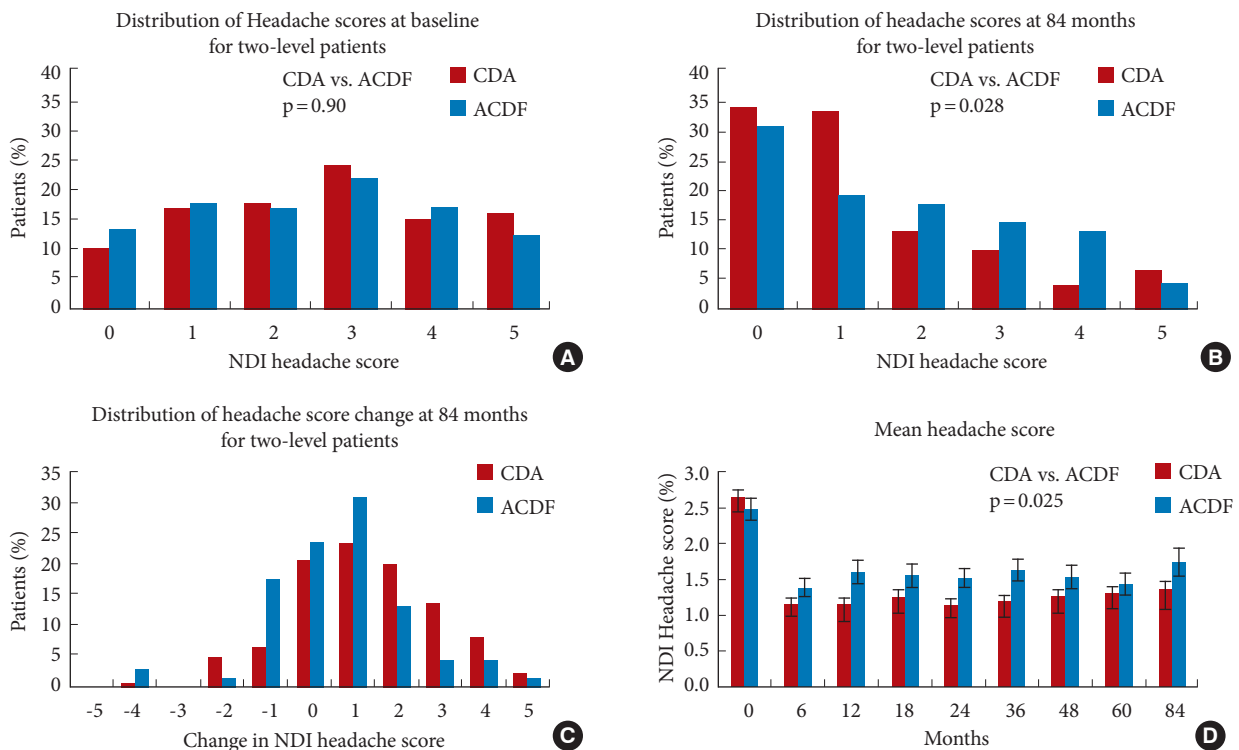 Distribution of Headache scores at baseline
for two-level patients
CDA vs. ACDF
p=0.90
CDA
ACDF
Patients (%)
40
35
30
25
20
15
10
5
0
0 1 2 3 4 5
NDI headache score
A
Distribution of headache scores at 84 months
for two-level patients
CDA vs. ACDF
p=0.028
CDA
ACDF
Patients (%)
40
35
30
25
20
15
10
5
0
0 1 2 3 4 5
NDI headache score
B
Distribution of headache score change at 84 months
for two-level patients
CDA
ACDF
Patients (%)
35
30
25
20
15
10
5
0
-5 -4 -3 -2 -1 0 1 2 3 4 5
Change in NDI headache score
C
Mean headache score
CDA vs. ACDF
p=0.025
CDA
ACDF
NDI Headache score (%)
3.0
2.5
2.0
1.5
1.0
0.5
0.0
0 6 12 18 24 36 48 60 84
Months
D